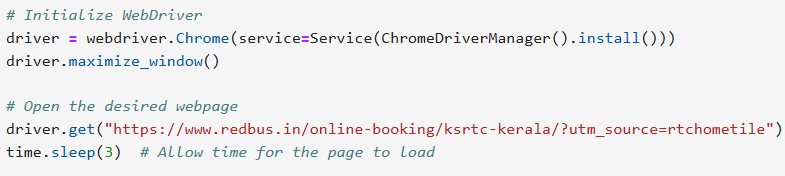 # Initialize WebDriver
driver = webdriver.Chrome(service=Service(ChromeDriverManager().install()))
driver.maximize_window()
# Open the desired webpage
driver.get("https://www.redbus.in/online-booking/ksrtc-kerala/?utm_source=rtchometile")
time.sleep(3)  # Allow time for the page to load